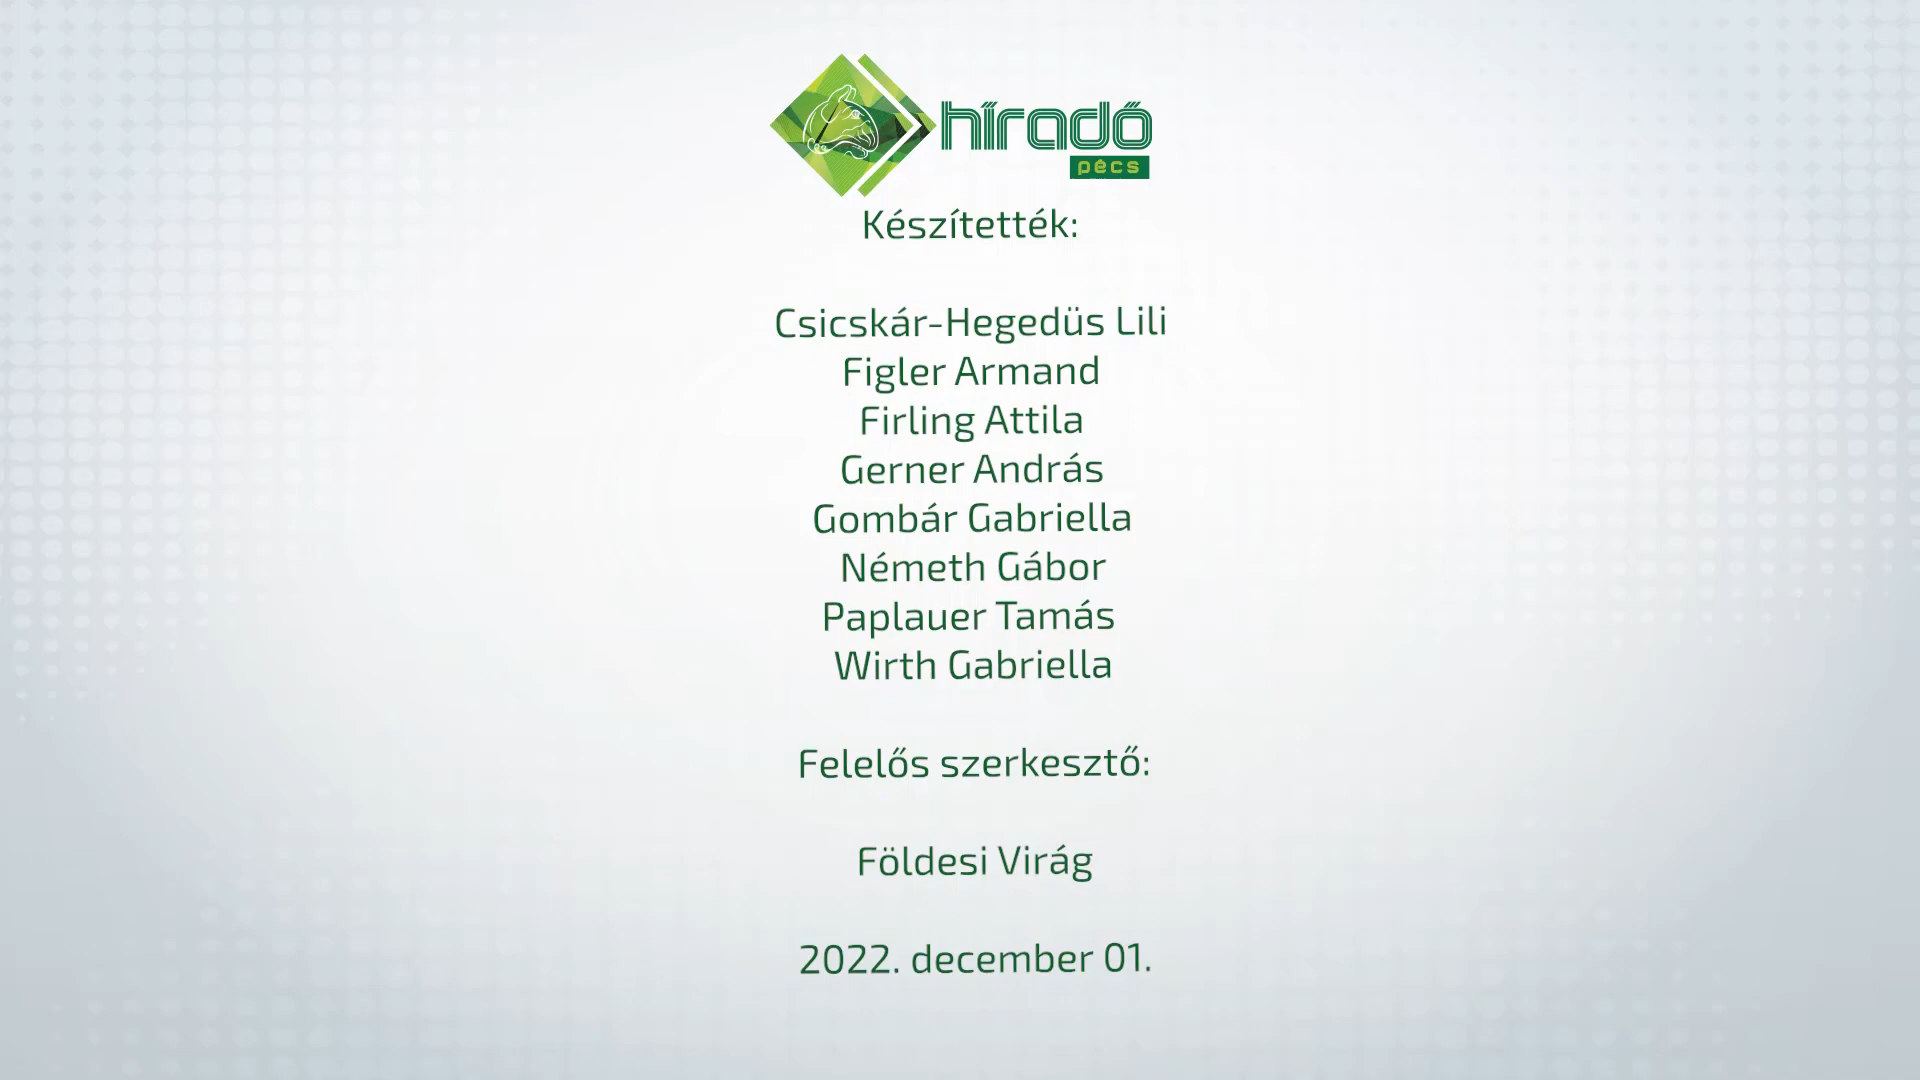 híradó
pécs
Készítették:
Csicskár-Hegedüs Lili
Figler Armand
Firling Attila
Gerner András
Gombár Gabriella
Németh Gábor
Paplauer Tamás
Wirth Gabriella
Felelős szerkesztő:
Földesi Virág
2022. december 01.